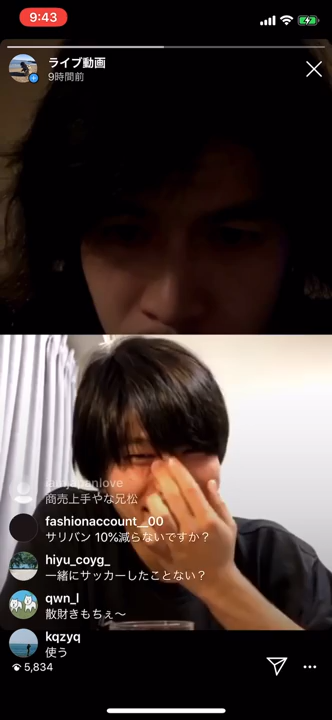 9:43
ライブ動画
9時間前
商売上手やな兄松
fashionaccount__00
サリバン 10%減らないですか？
hiyu_coyg_
一緒にサッカーしたことない？
qwn_l
散財きもちぇ〜
kqzyq
使う
5,834